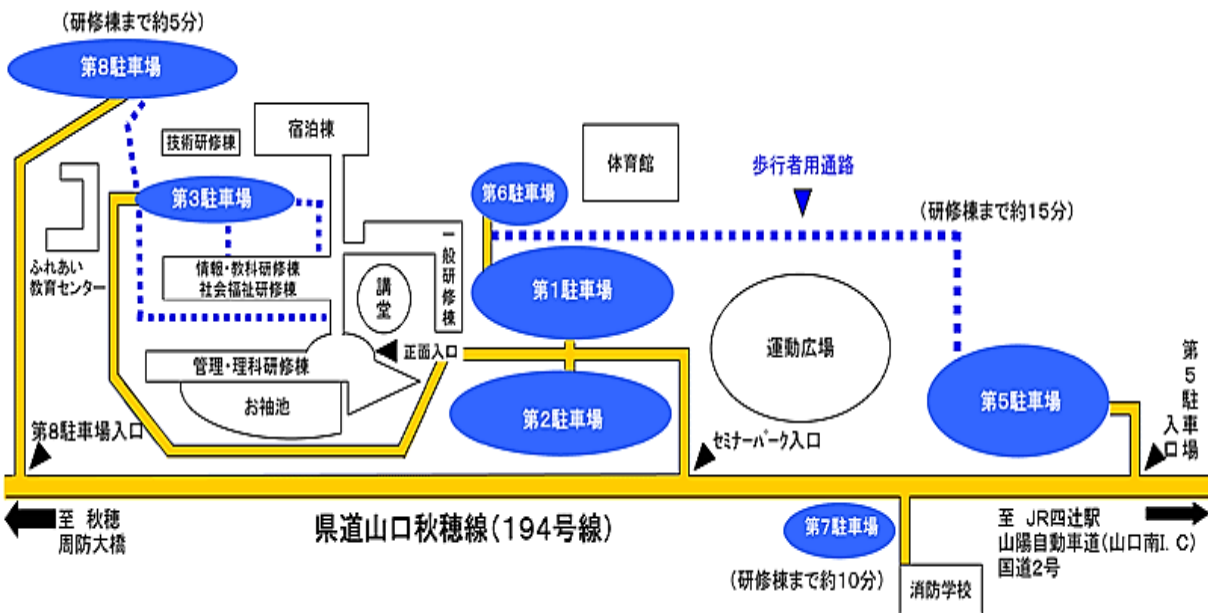 (研修棟まで約5分)
第8駐車場
技術研修棟
宿泊棟
体育館
歩行者用通路
第3駐車場
第6駐車場
(研修棟まで約15分)
ふれあい
教育センター
情報・教科研修棟
社会福祉研修棟
講堂
一般研修棟
第1駐車場
運動広場
正面入口
管理・理科研修棟
お袖池
第2駐車場
第5駐車場
第5駐車場
入口
第8駐車場入口
セミナーパーク入口
至 秋穂
周防大橋
県道山口秋穂線(194号線)
第7駐車場
(研修棟まで約10分)
消防学校
至 JR四辻駅
山陽自動車道(山口南I.C)
国道2号